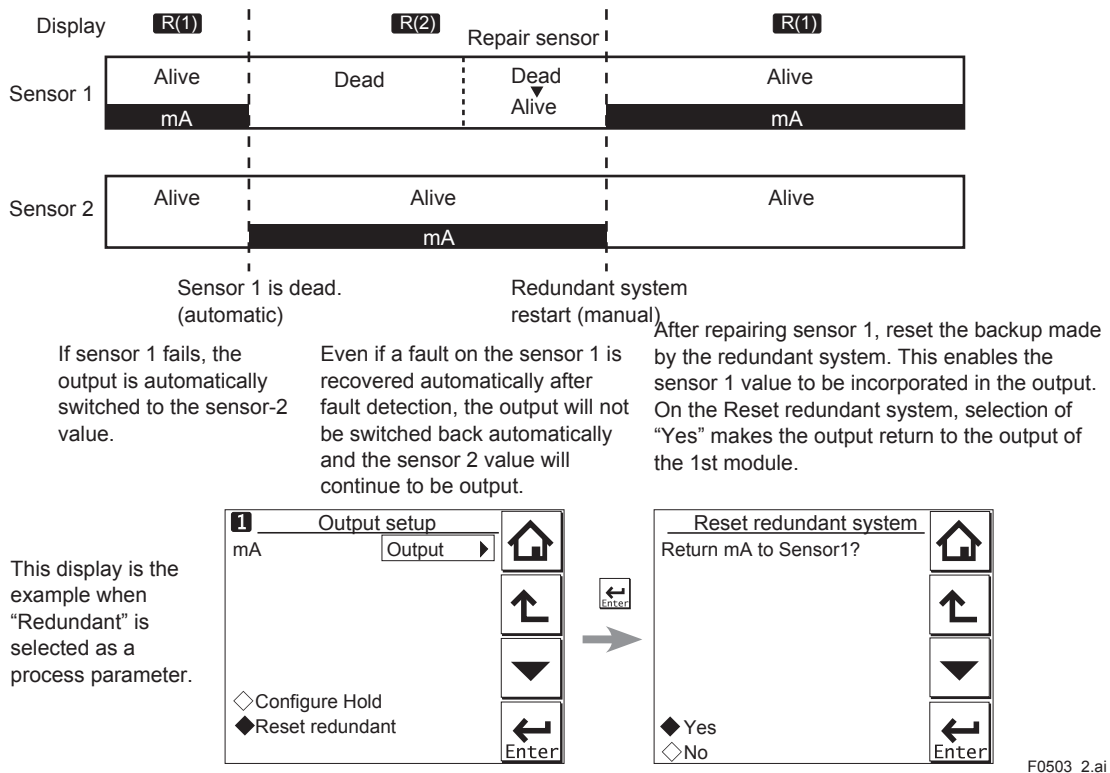 Display R(1) R(2) Repair sensor R(1)
Sensor 1
Alive
mA
Dead
Dead
Alive
Alive
mA
Sensor 2
Alive
Alive
mA
Alive
Sensor 1 is dead.
(automatic)
Redundant system
restart (manual)
If sensor 1 fails, the
output is automatically
switched to the sensor-2
value.
Even if a fault on the sensor 1 is
recovered automatically after
fault detection, the output will not
be switched back automatically
and the sensor 2 value will
continue to be output.
After repairing sensor 1, reset the backup made
by the redundant system. This enables the
sensor 1 value to be incorporated in the output.
On the Reset redundant system, selection of
“Yes” makes the output return to the output of
the 1st module.
This display is the
example when
“Redundant” is
selected as a
process parameter.
1 Output setup
mA Output
Configure Hold
Reset redundant
Enter
Enter
Reset redundant system
Return mA to Sensor1?
Yes
No
Enter
F0503_2.ai